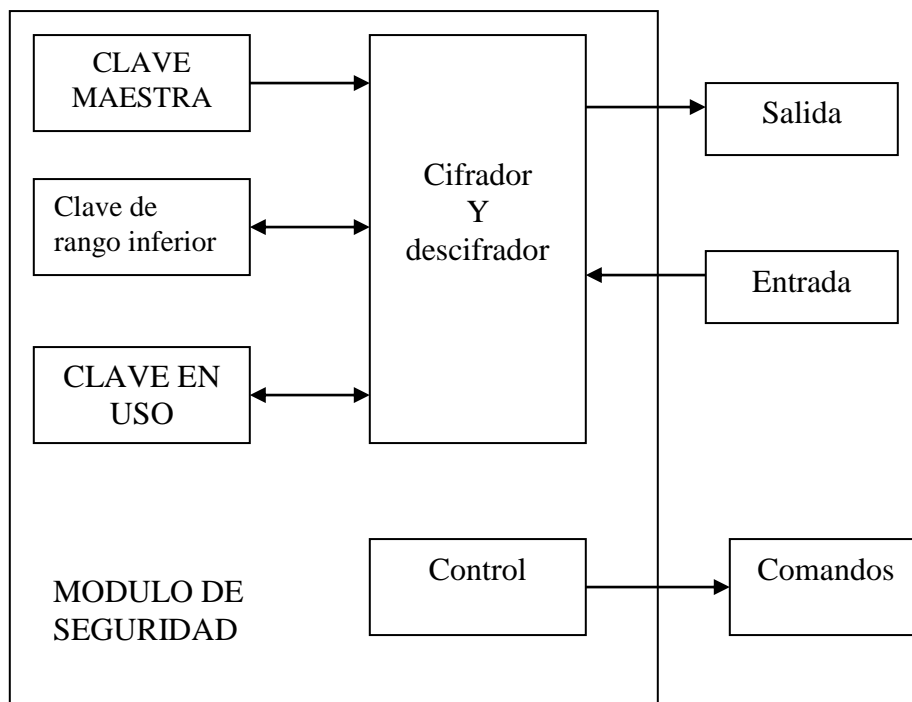 CLAVE
MAESTRA
Salida
Cifrador
Y
descifrador
Clave de
rango inferior
Entrada
CLAVE EN
USO
Control
Comandos
MODULO DE
SEGURIDAD